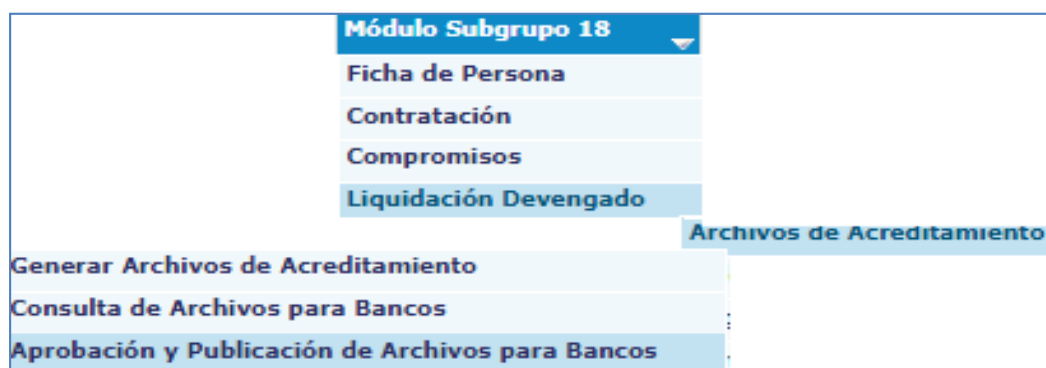 Módulo Subgrupo 18
Ficha de Persona
Contratación
Compromisos
Liquidación Devengado
Archivos de Acreditamiento
Generar Archivos de Acreditamiento
Consulta de Archivos para Bancos
Aprobación y Publicación de Archivos para Bancos